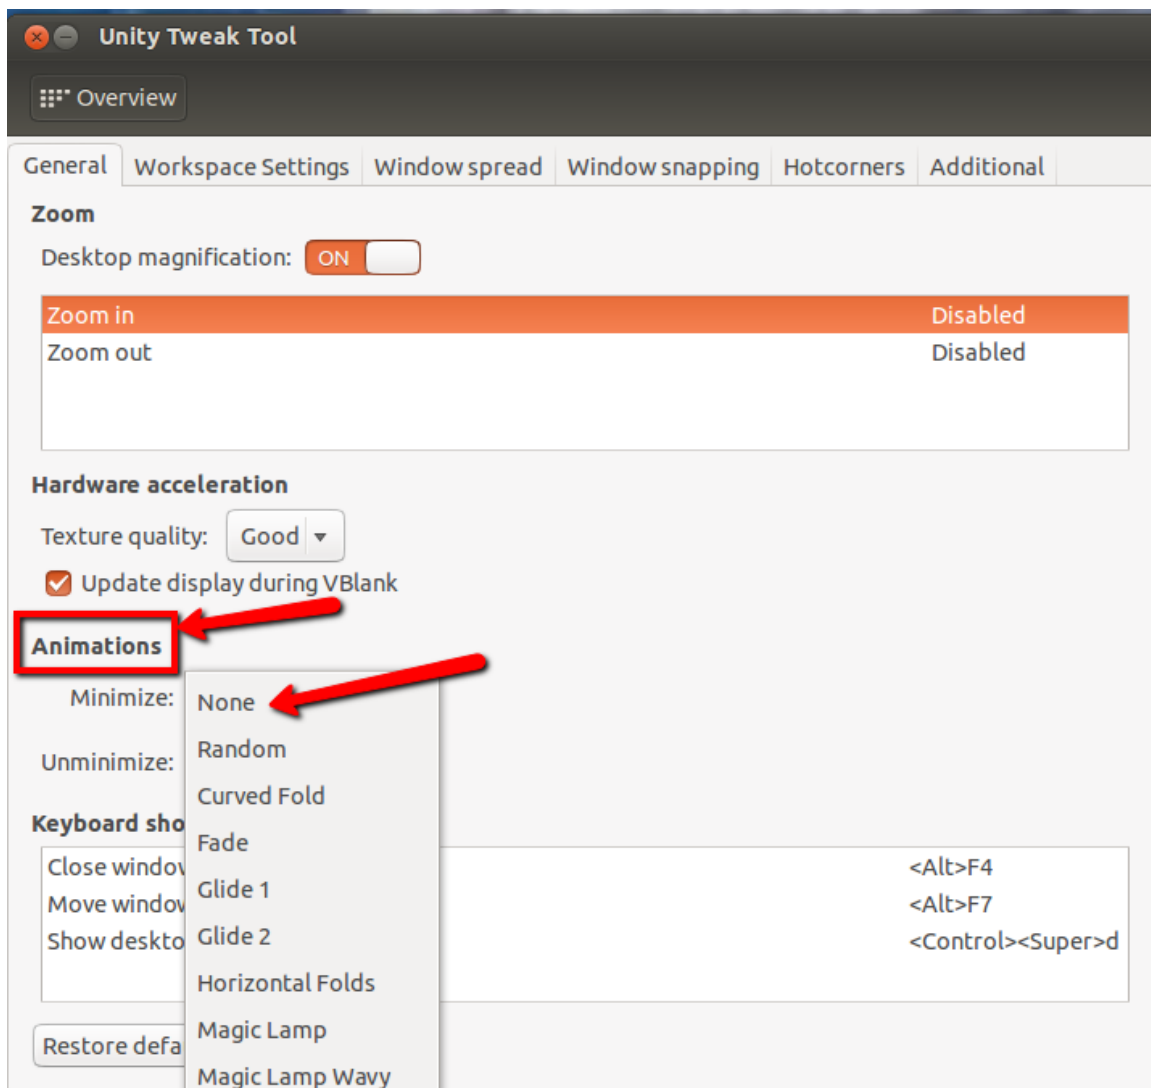 Unity Tweak Tool
Overview
General Workspace Settings Window spread Window snapping Hotcorners Additional
Zoom
Desktop magnification: ON
Zoom in Disabled
Zoom out Disabled
Hardware acceleration
Texture quality: Good
Update display during VBlank
Animations
Minimize: None
Random
Unminimize:
Curved Fold
Keyboard sho
Fade
Close window <Alt>F4
Glide 1
Move window <Alt>F7
Show deskto <Control><Super>d
Glide 2
Horizontal Folds
Magic Lamp
Restore defa
Magic Lamp Wavy